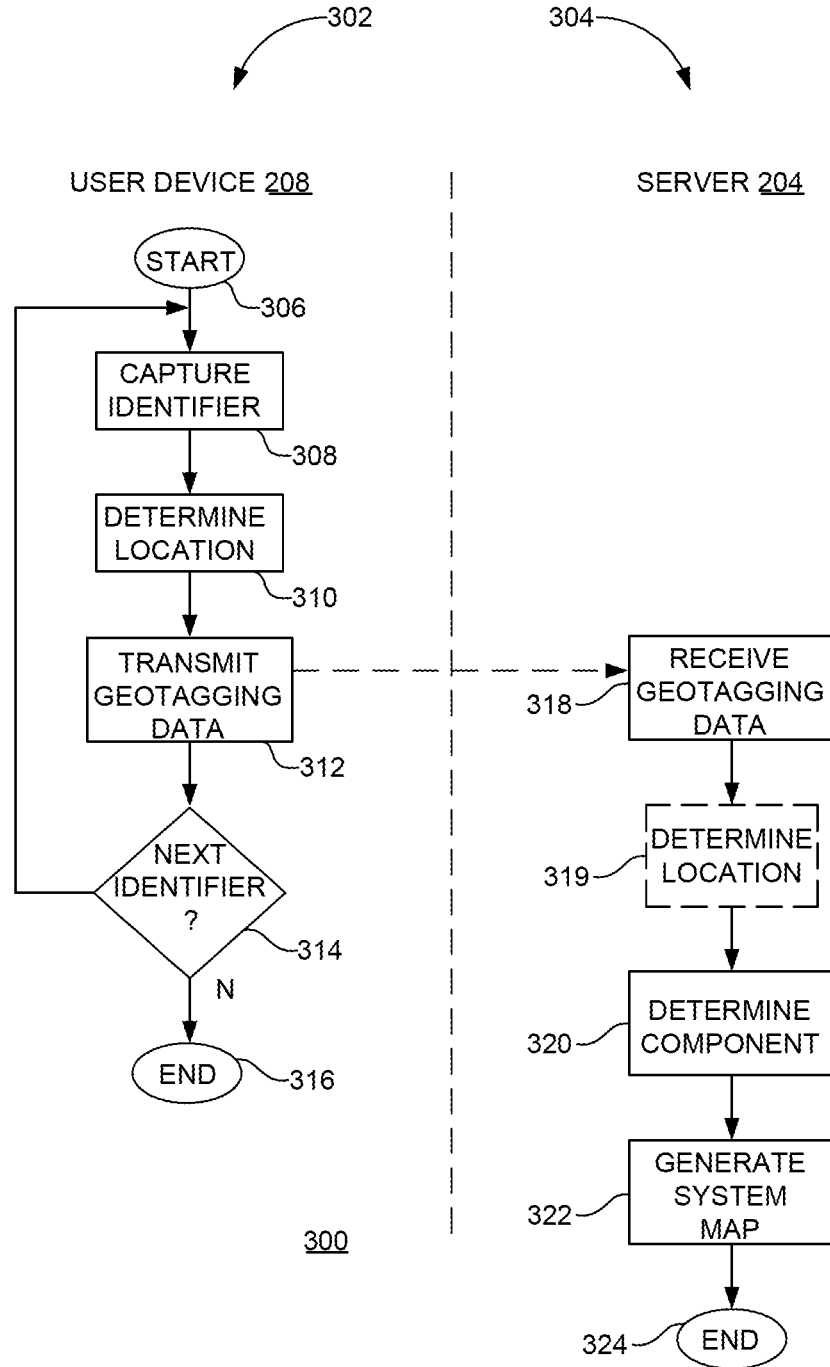 302
304
USER DEVICE 208
SERVER 204
START
306
CAPTURE
IDENTIFIER
308
DETERMINE
LOCATION
310
TRANSMIT
GEOTAGGING
DATA
312
NEXT
IDENTIFIER
?
314
N
END
316
RECEIVE
GEOTAGGING
DATA
318
DETERMINE
LOCATION
319
DETERMINE
COMPONENT
320
GENERATE
SYSTEM
MAP
322
END
324
300